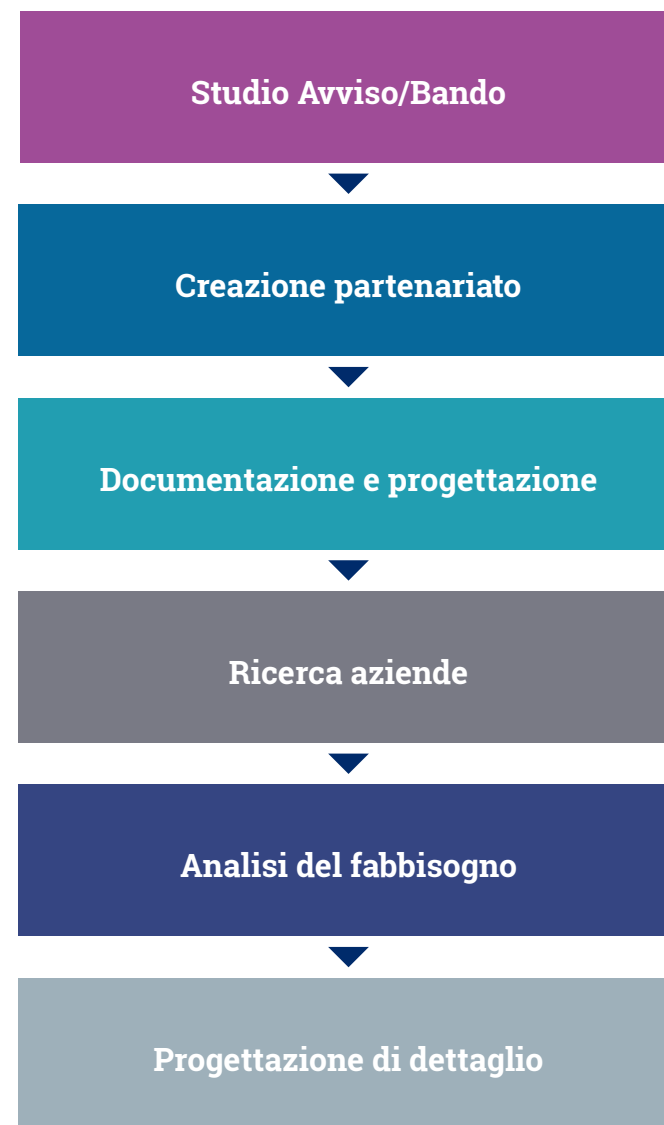 Studio Avviso/Bando
Creazione partenariato
Documentazione e progettazione
Ricerca aziende
Analisi del fabbisogno
Progettazione di dettaglio